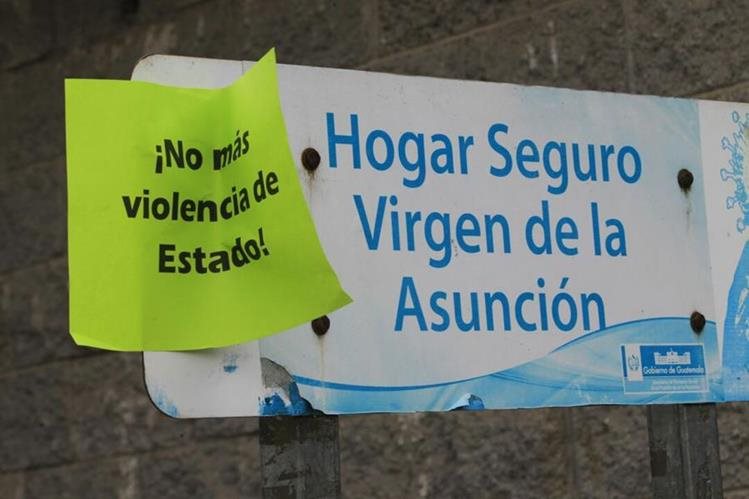 ¡No más
violencia de
Estado!
Hogar Seguro
Virgen de la
Asunción
Gobierno de Guatemala